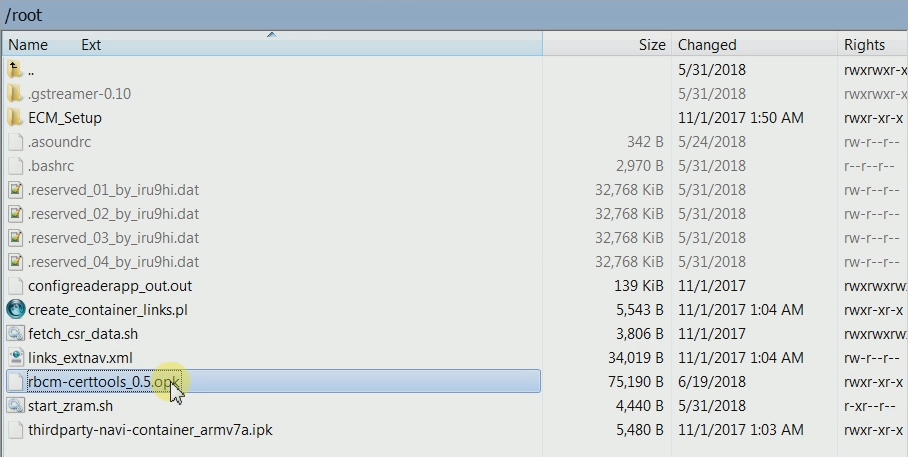 /root
Name Ext Size Changed Rights
.. 5/31/2018 rwxrwxr-x
.gstreamer-0.10 5/31/2018 rwxrwxr-x
ECM_Setup 11/1/2017 1:50 AM rwxr-xr-x
.asoundrc 342 B 5/24/2018 rw-r--r--
.bashrc 2,970 B 5/31/2018 r--r--r--
.reserved_01_by_iru9hi.dat 32,768 KiB 5/31/2018 rw-r--r--
.reserved_02_by_iru9hi.dat 32,768 KiB 5/31/2018 rw-r--r--
.reserved_03_by_iru9hi.dat 32,768 KiB 5/31/2018 rw-r--r--
.reserved_04_by_iru9hi.dat 32,768 KiB 5/31/2018 rw-r--r--
configreaderapp_out.out 139 KiB 11/1/2017 rwxrwxrw
create_container_links.pl 5,543 B 11/1/2017 1:04 AM rwxr-xr-x
fetch_csr_data.sh 3,806 B 11/1/2017 rwxrwxrw
links_extnav.xml 34,019 B 11/1/2017 1:04 AM rw-r--r--
rbcm-certtools_0.5.opk 75,190 B 6/19/2018 rwxr-xr-x
start_zram.sh 4,440 B 5/31/2018 r-xr--r--
thirdparty-navi-container_armv7a.ipk 5,480 B 11/1/2017 1:03 AM rwxr-xr-x